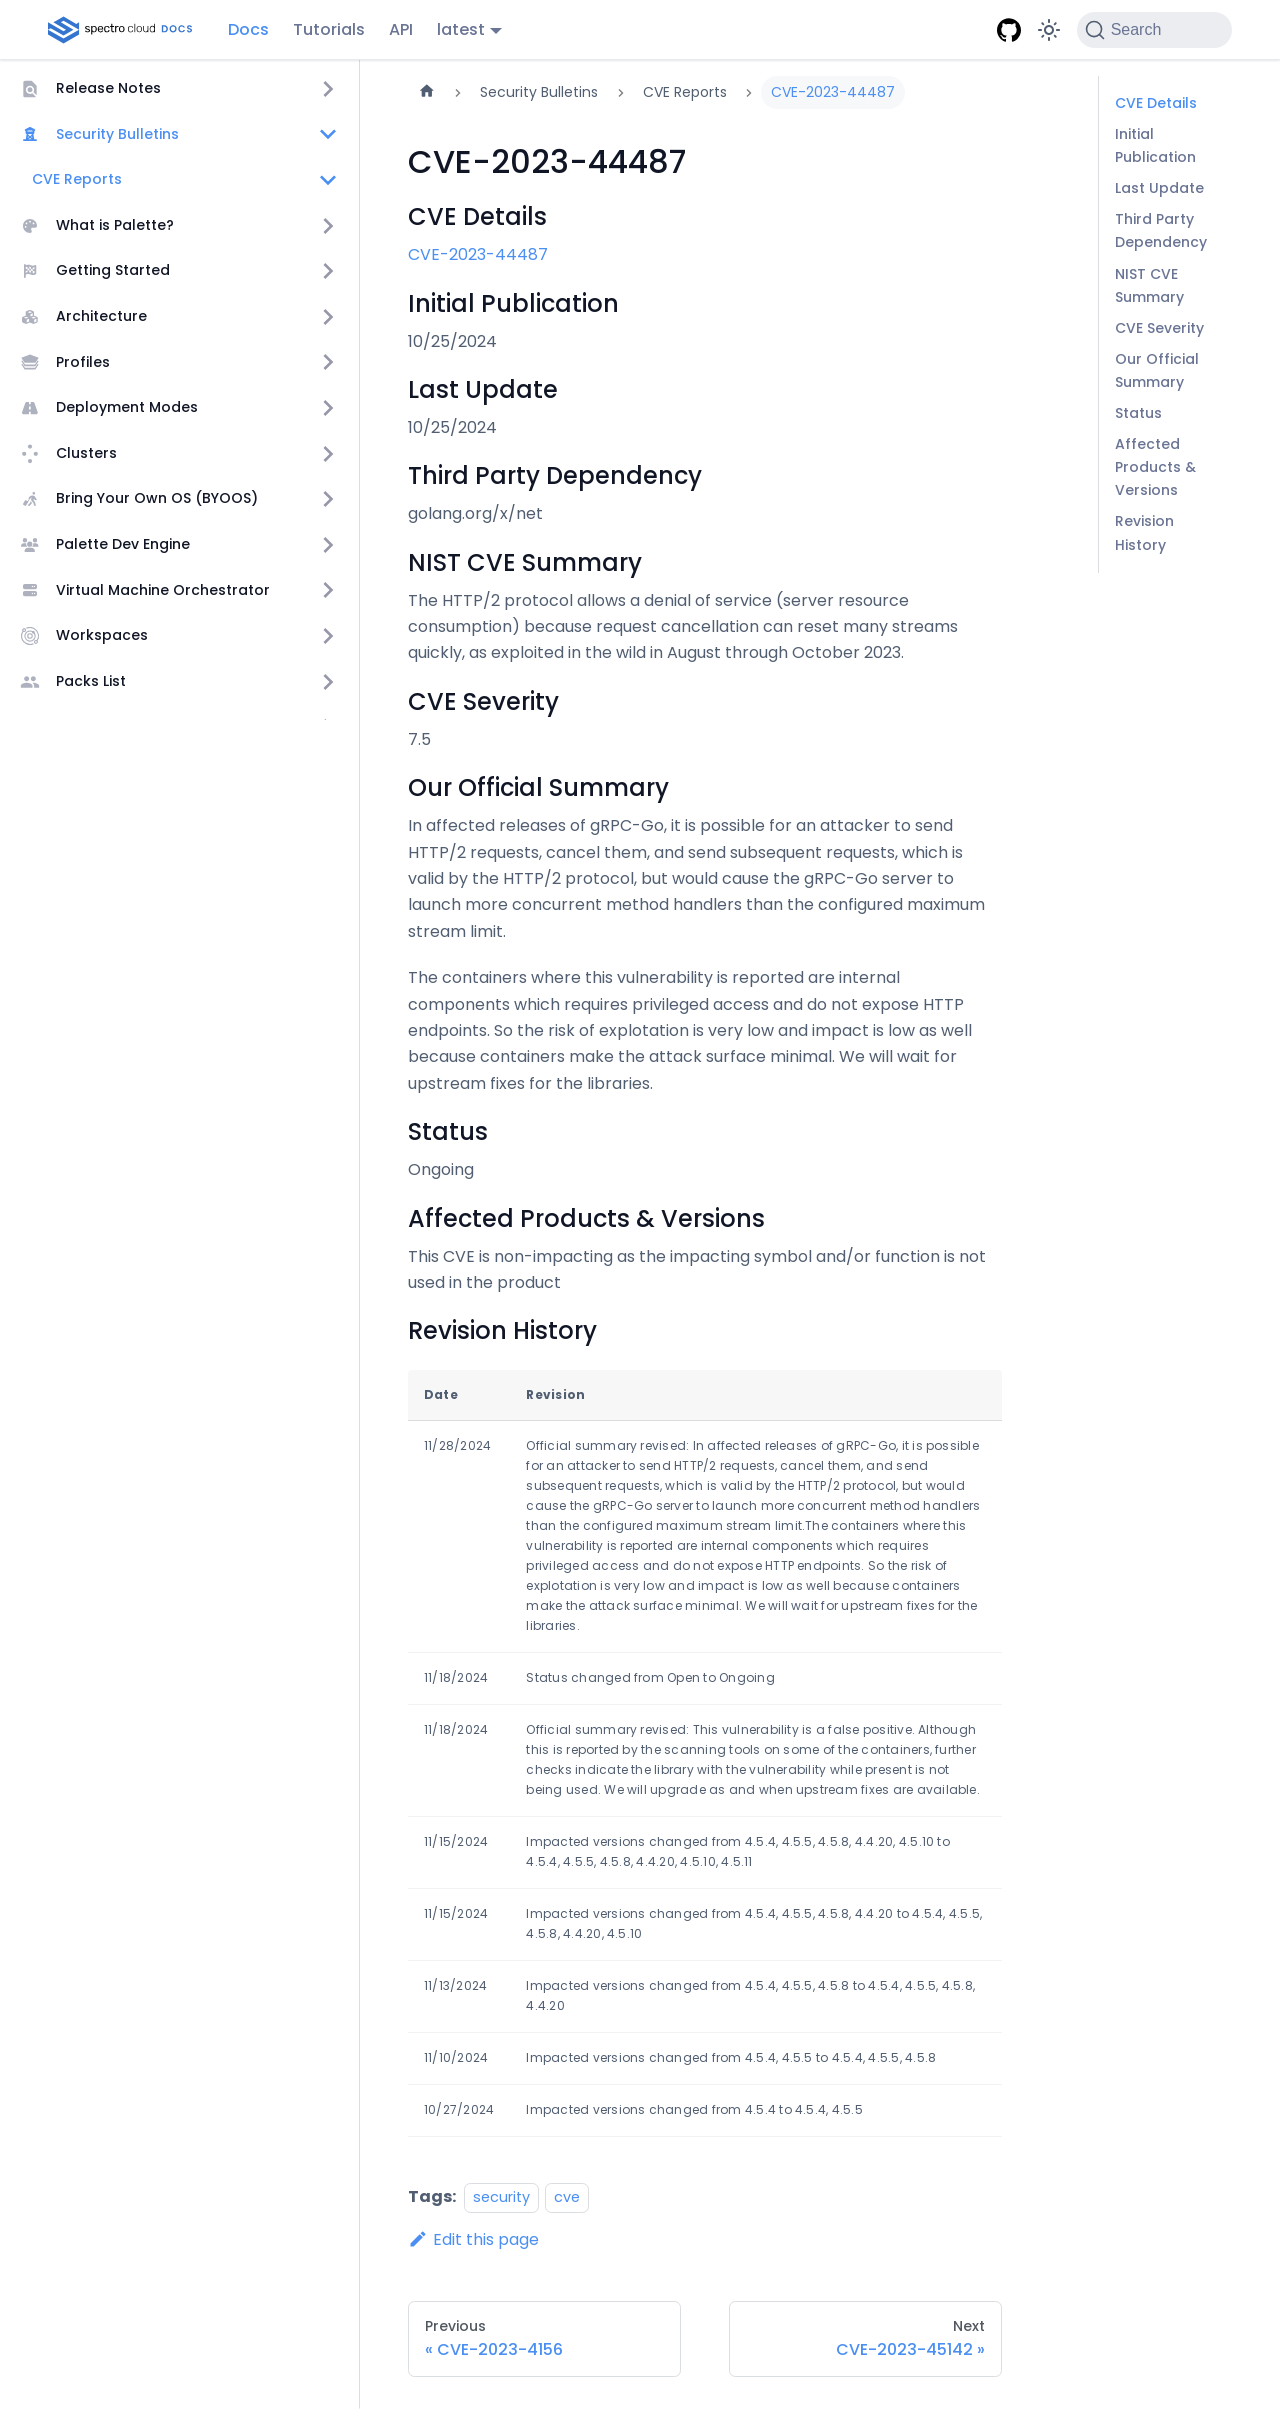 spectro cloud DOCS
Docs
Tutorials
API
latest
Search
Release Notes
Security Bulletins
CVE Reports
What is Palette?
Getting Started
Architecture
Profiles
Deployment Modes
Clusters
Bring Your Own OS (BYOOS)
Palette Dev Engine
Virtual Machine Orchestrator
Workspaces
Packs List
Security Bulletins
CVE Reports
CVE-2023-44487
CVE-2023-44487
CVE Details
CVE-2023-44487
Initial Publication
10/25/2024
Last Update
10/25/2024
Third Party Dependency
golang.org/x/net
NIST CVE Summary
The HTTP/2 protocol allows a denial of service (server resource
consumption) because request cancellation can reset many streams
quickly, as exploited in the wild in August through October 2023.
CVE Severity
7.5
Our Official Summary
In affected releases of gRPC-Go, it is possible for an attacker to send
HTTP/2 requests, cancel them, and send subsequent requests, which is
valid by the HTTP/2 protocol, but would cause the gRPC-Go server to
launch more concurrent method handlers than the configured maximum
stream limit.
The containers where this vulnerability is reported are internal
components which requires privileged access and do not expose HTTP
endpoints. So the risk of explotation is very low and impact is low as well
because containers make the attack surface minimal. We will wait for
upstream fixes for the libraries.
Status
Ongoing
Affected Products & Versions
This CVE is non-impacting as the impacting symbol and/or function is not
used in the product
Revision History
Date
Revision
11/28/2024
Official summary revised: In affected releases of gRPC-Go, it is possible
for an attacker to send HTTP/2 requests, cancel them, and send
subsequent requests, which is valid by the HTTP/2 protocol, but would
cause the gRPC-Go server to launch more concurrent method handlers
than the configured maximum stream limit.The containers where this
vulnerability is reported are internal components which requires
privileged access and do not expose HTTP endpoints. So the risk of
explotation is very low and impact is low as well because containers
make the attack surface minimal. We will wait for upstream fixes for the
libraries.
11/18/2024
Status changed from Open to Ongoing
11/18/2024
Official summary revised: This vulnerability is a false positive. Although
this is reported by the scanning tools on some of the containers, further
checks indicate the library with the vulnerability while present is not
being used. We will upgrade as and when upstream fixes are available.
11/15/2024
Impacted versions changed from 4.5.4, 4.5.5, 4.5.8, 4.4.20, 4.5.10 to
4.5.4, 4.5.5, 4.5.8, 4.4.20, 4.5.10, 4.5.11
11/15/2024
Impacted versions changed from 4.5.4, 4.5.5, 4.5.8, 4.4.20 to 4.5.4, 4.5.5,
4.5.8, 4.4.20, 4.5.10
11/13/2024
Impacted versions changed from 4.5.4, 4.5.5, 4.5.8 to 4.5.4, 4.5.5, 4.5.8,
4.4.20
11/10/2024
Impacted versions changed from 4.5.4, 4.5.5 to 4.5.4, 4.5.5, 4.5.8
10/27/2024
Impacted versions changed from 4.5.4 to 4.5.4, 4.5.5
Tags:
security
cve
Edit this page
Previous
« CVE-2023-4156
Next
CVE-2023-45142 »
CVE Details
Initial
Publication
Last Update
Third Party
Dependency
NIST CVE
Summary
CVE Severity
Our Official
Summary
Status
Affected
Products &
Versions
Revision
History